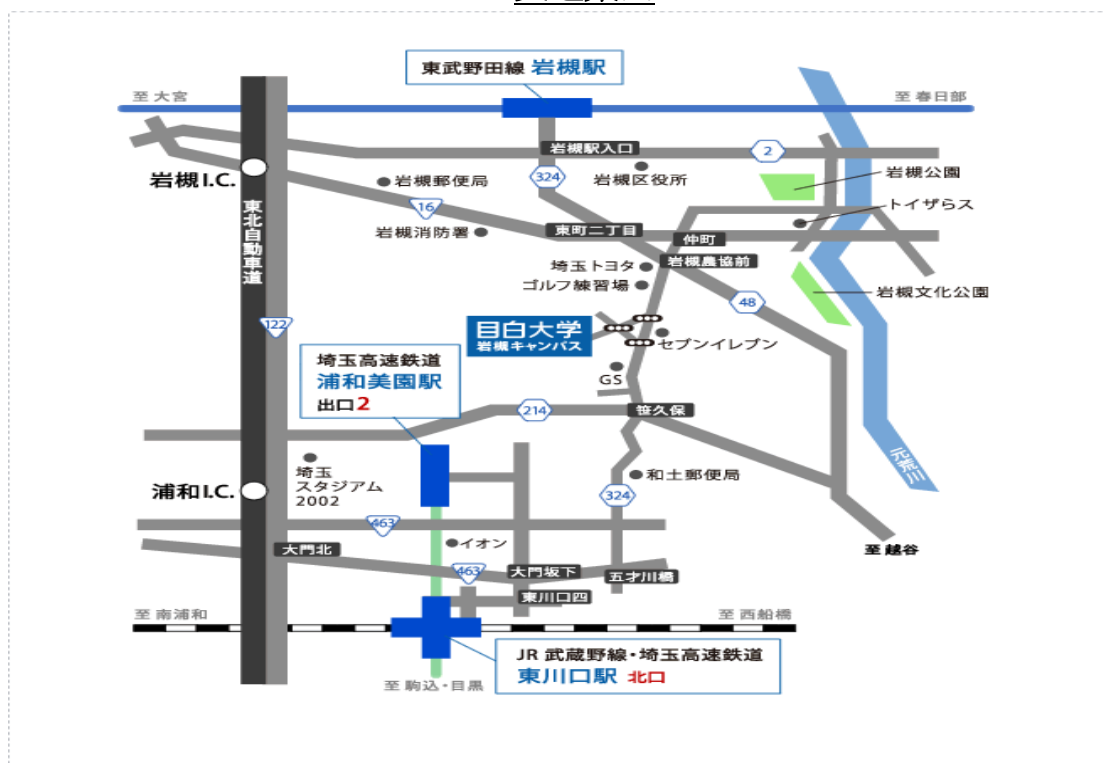 東武野田線 岩槻駅
至 大宮
至 春日部
岩槻駅入口
2
岩槻I.C.
岩槻郵便局
324
岩槻区役所
岩槻公園
16
トイザらス
東北自動車道
岩槻消防署
東町二丁目
仲町
埼玉トヨタ
岩槻農協前
ゴルフ練習場
48
岩槻文化公園
122
目白大学
岩槻キャンパス
セブンイレブン
埼玉高速鉄道
浦和美園駅
出口2
GS
214
笹久保
埼玉
スタジアム
2002
和土郵便局
元荒川
浦和I.C.
324
463
大門北
イオン
至 越谷
463
大門坂下
五才川橋
東川口四
至 南浦和
至 西船橋
JR 武蔵野線・埼玉高速鉄道
東川口駅 北口
至 駒込・目黒